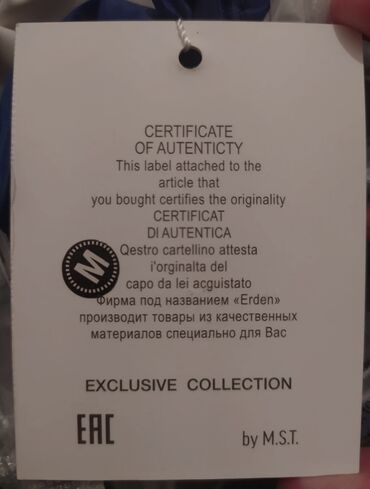 CERTIFICATE
OF AUTENTICTY
This label attached to the
article that
you bought certifies the originality
CERTIFICAT
DI AUTENTICA
Qestro cartellino attesta
i'orginalta del
capo da lei acguistato
Фирма под названием «Erden»
производит товары из качественных
материалов специально для Вас
M
EXCLUSIVE COLLECTION
EAC
by M.S.T.